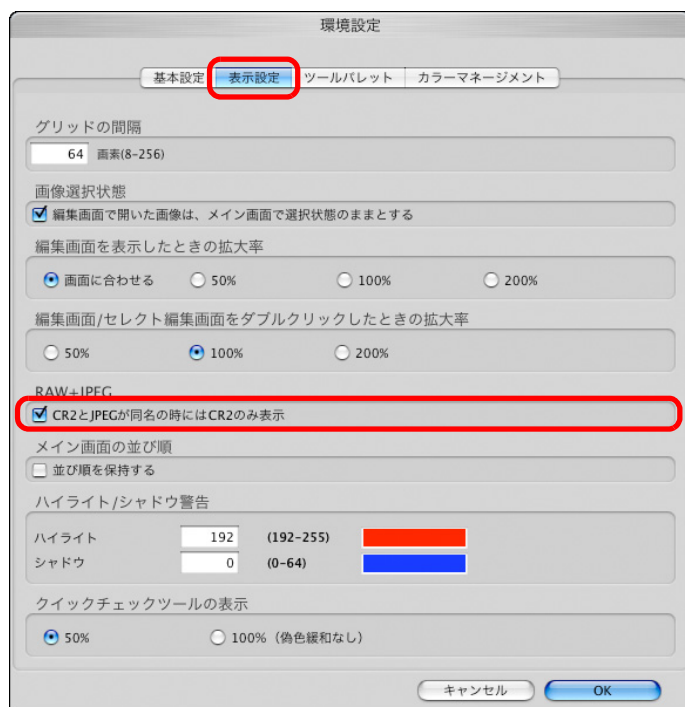 環境設定
基本設定 表示設定 ツールパレット カラーマネージメント
グリッドの間隔
64 画素(8-256)
画像選択状態
編集画面で開いた画像は、メイン画面で選択状態のままとする
編集画面を表示したときの拡大率
画面に合わせる 50% 100% 200%
編集画面/セレクト編集画面をダブルクリックしたときの拡大率
50% 100% 200%
RAW+JPEG
CR2とJPEGが同名の時にはCR2のみ表示
メイン画面の並び順
並び順を保持する
ハイライト/シャドウ警告
ハイライト 192 (192-255)
シャドウ 0 (0-64)
クイックチェックツールの表示
50% 100%（偽色緩和なし）
キャンセル OK